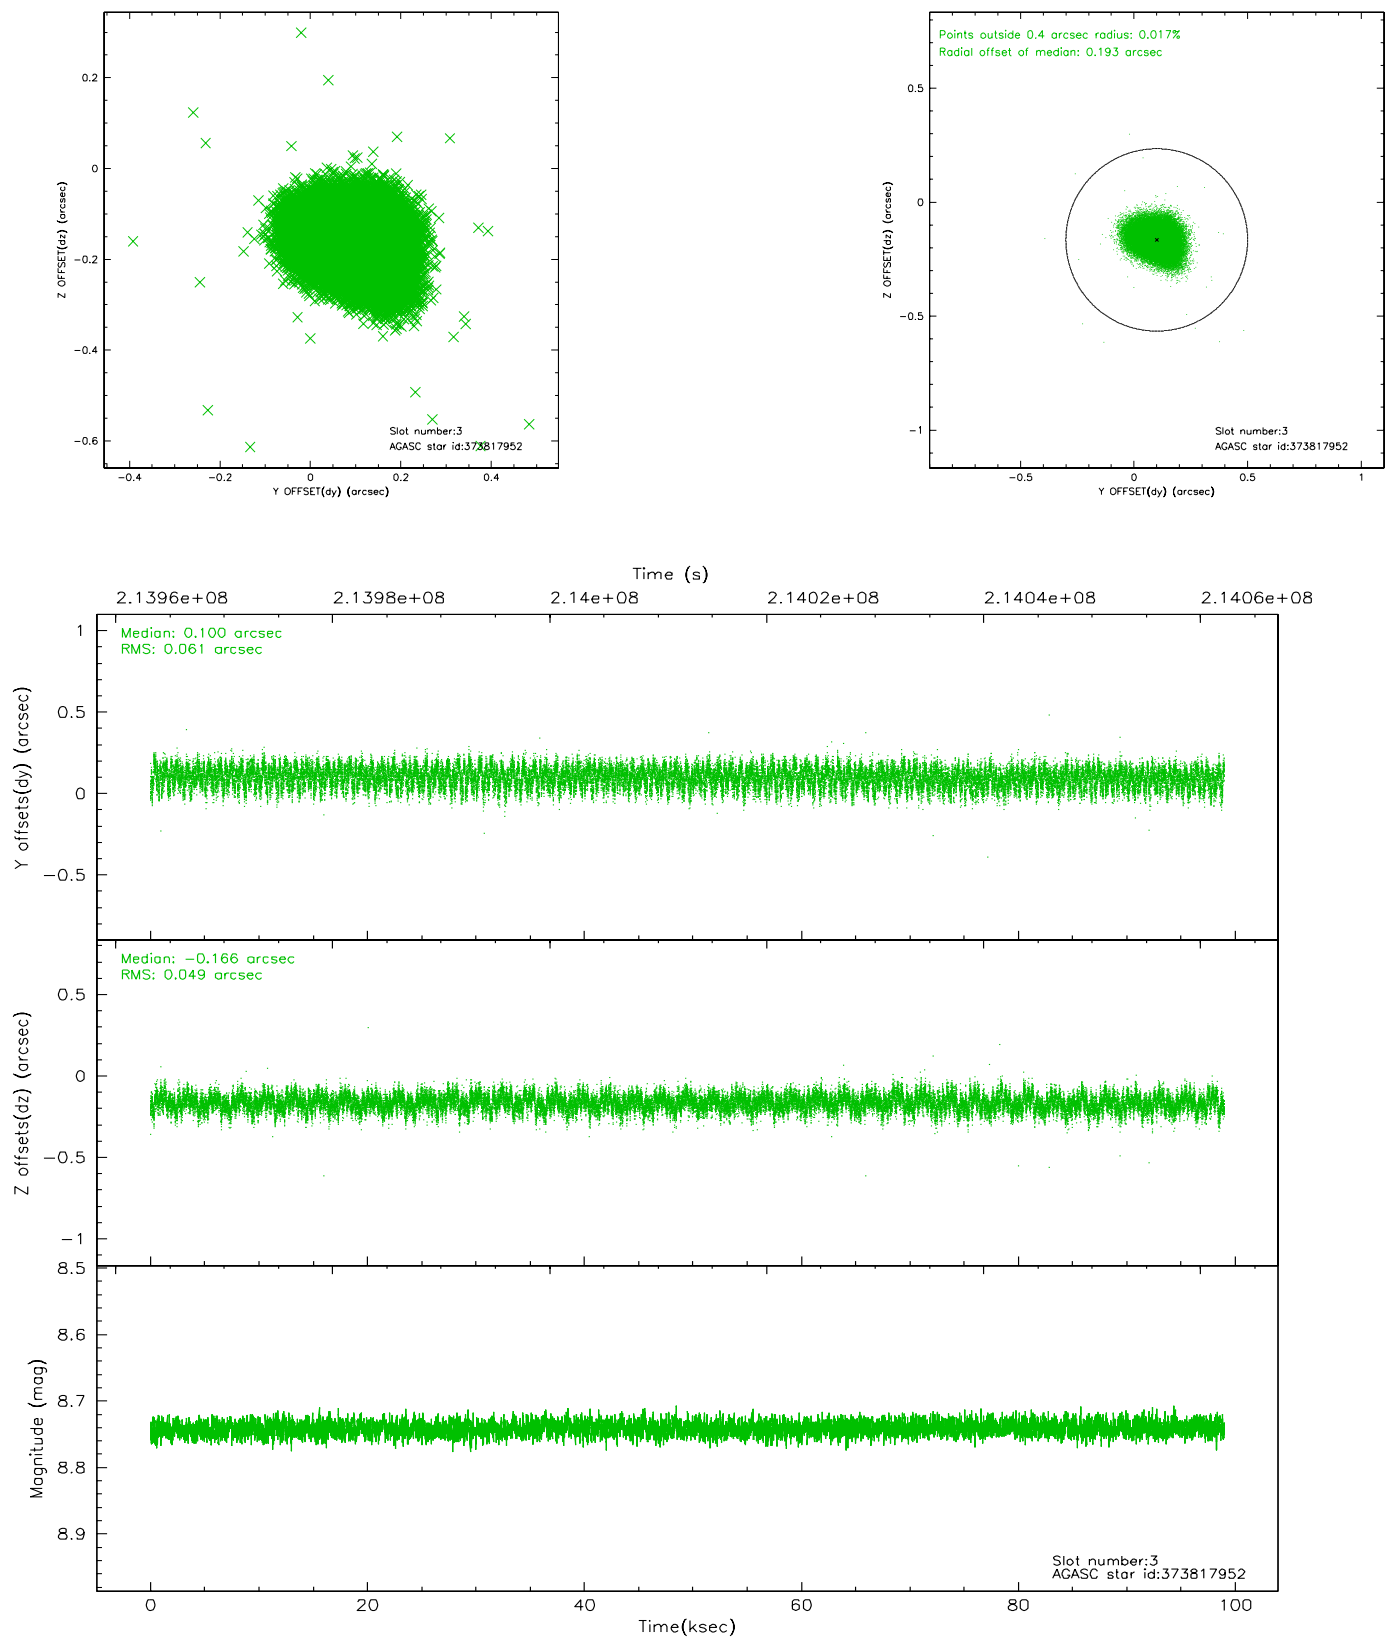 0.2
0
−0.2
−0.4
−0.6
Z OFFSET(dz) (arcsec)
Slot number:3
AGASC star id:373817952
−0.4
−0.2
0
0.2
0.4
Y OFFSET(dy) (arcsec)
Points outside 0.4 arcsec radius: 0.017%
Radial offset of median: 0.193 arcsec
0.5
0
−0.5
−1
Z OFFSET(dz) (arcsec)
Slot number:3
AGASC star id:373817952
−0.5
0
0.5
1
Y OFFSET(dy) (arcsec)
Time (s)
2.1396e+08
2.1398e+08
2.14e+08
2.1402e+08
2.1404e+08
2.1406e+08
Median: 0.100 arcsec
RMS: 0.061 arcsec
1
0.5
0
−0.5
Y offsets(dy) (arcsec)
Median: −0.166 arcsec
RMS: 0.049 arcsec
0.5
0
−0.5
−1
Z offsets(dz) (arcsec)
8.5
8.6
8.7
8.8
8.9
Magnitude (mag)
Slot number:3
AGASC star id:373817952
0
20
40
60
80
100
Time(ksec)